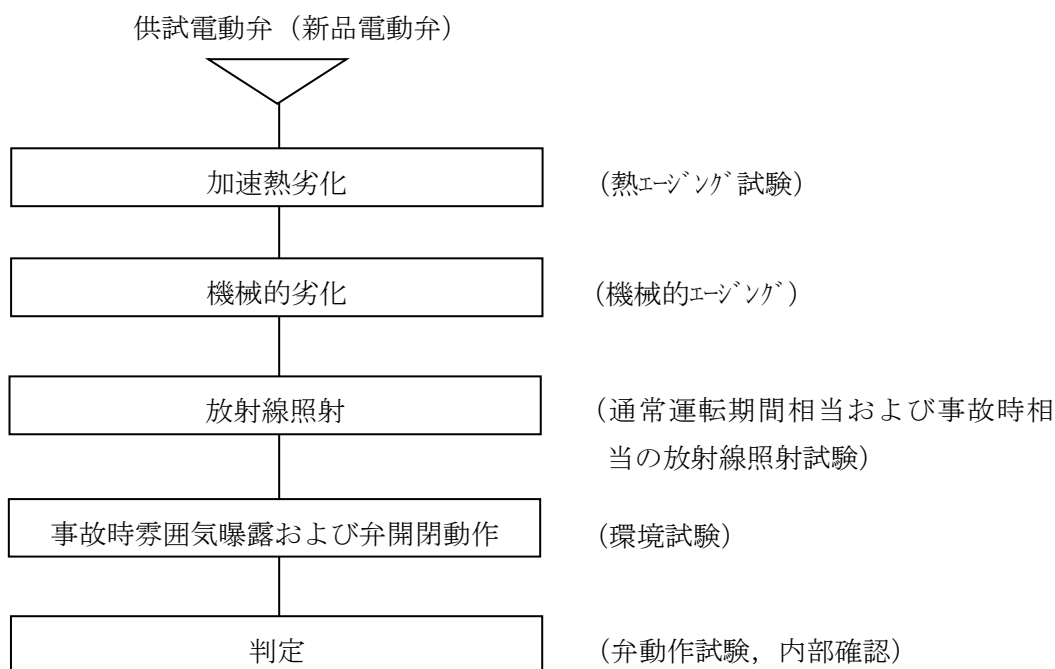 供試電動弁（新品電動弁）
加速熱劣化
（熱ｴｰｼﾞﾝｸﾞ試験）
機械的劣化
（機械的ｴｰｼﾞﾝｸﾞ）
放射線照射
（通常運転期間相当および事故時相
当の放射線照射試験）
事故時雰囲気曝露および弁開閉動作
（環境試験）
判定
（弁動作試験，内部確認）